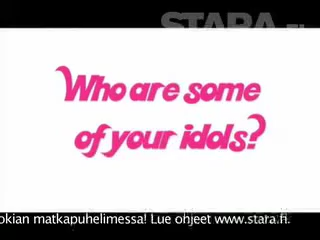 STARA.FI
Who are some
of your idols?
okian matkapuhelimessa! Lue ohjeet www.stara.fi.